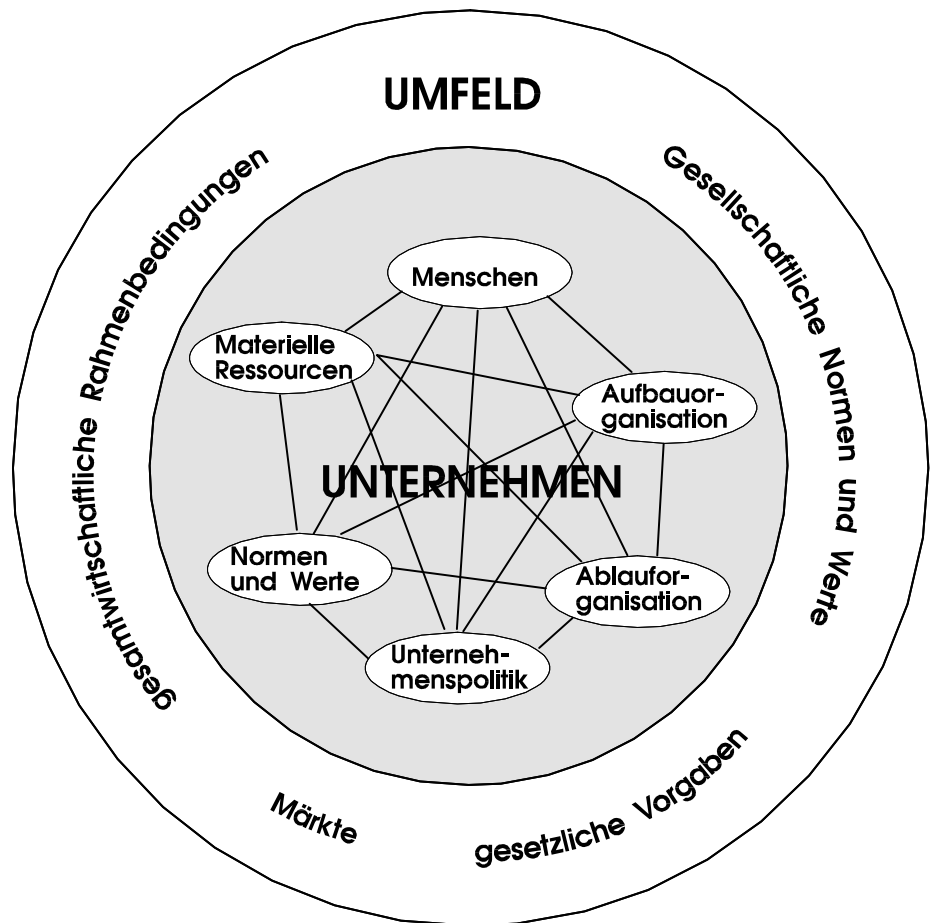 UMFELD
gesamtwirtschaftliche Rahmenbedingungen
Gesellschaftliche Normen und Werte
Menschen
Materielle
Ressourcen
Aufbauor-
ganisation
UNTERNEHMEN
Normen
und Werte
Ablaufor-
ganisation
Unterneh-
menspolitik
Märkte
gesetzliche Vorgaben